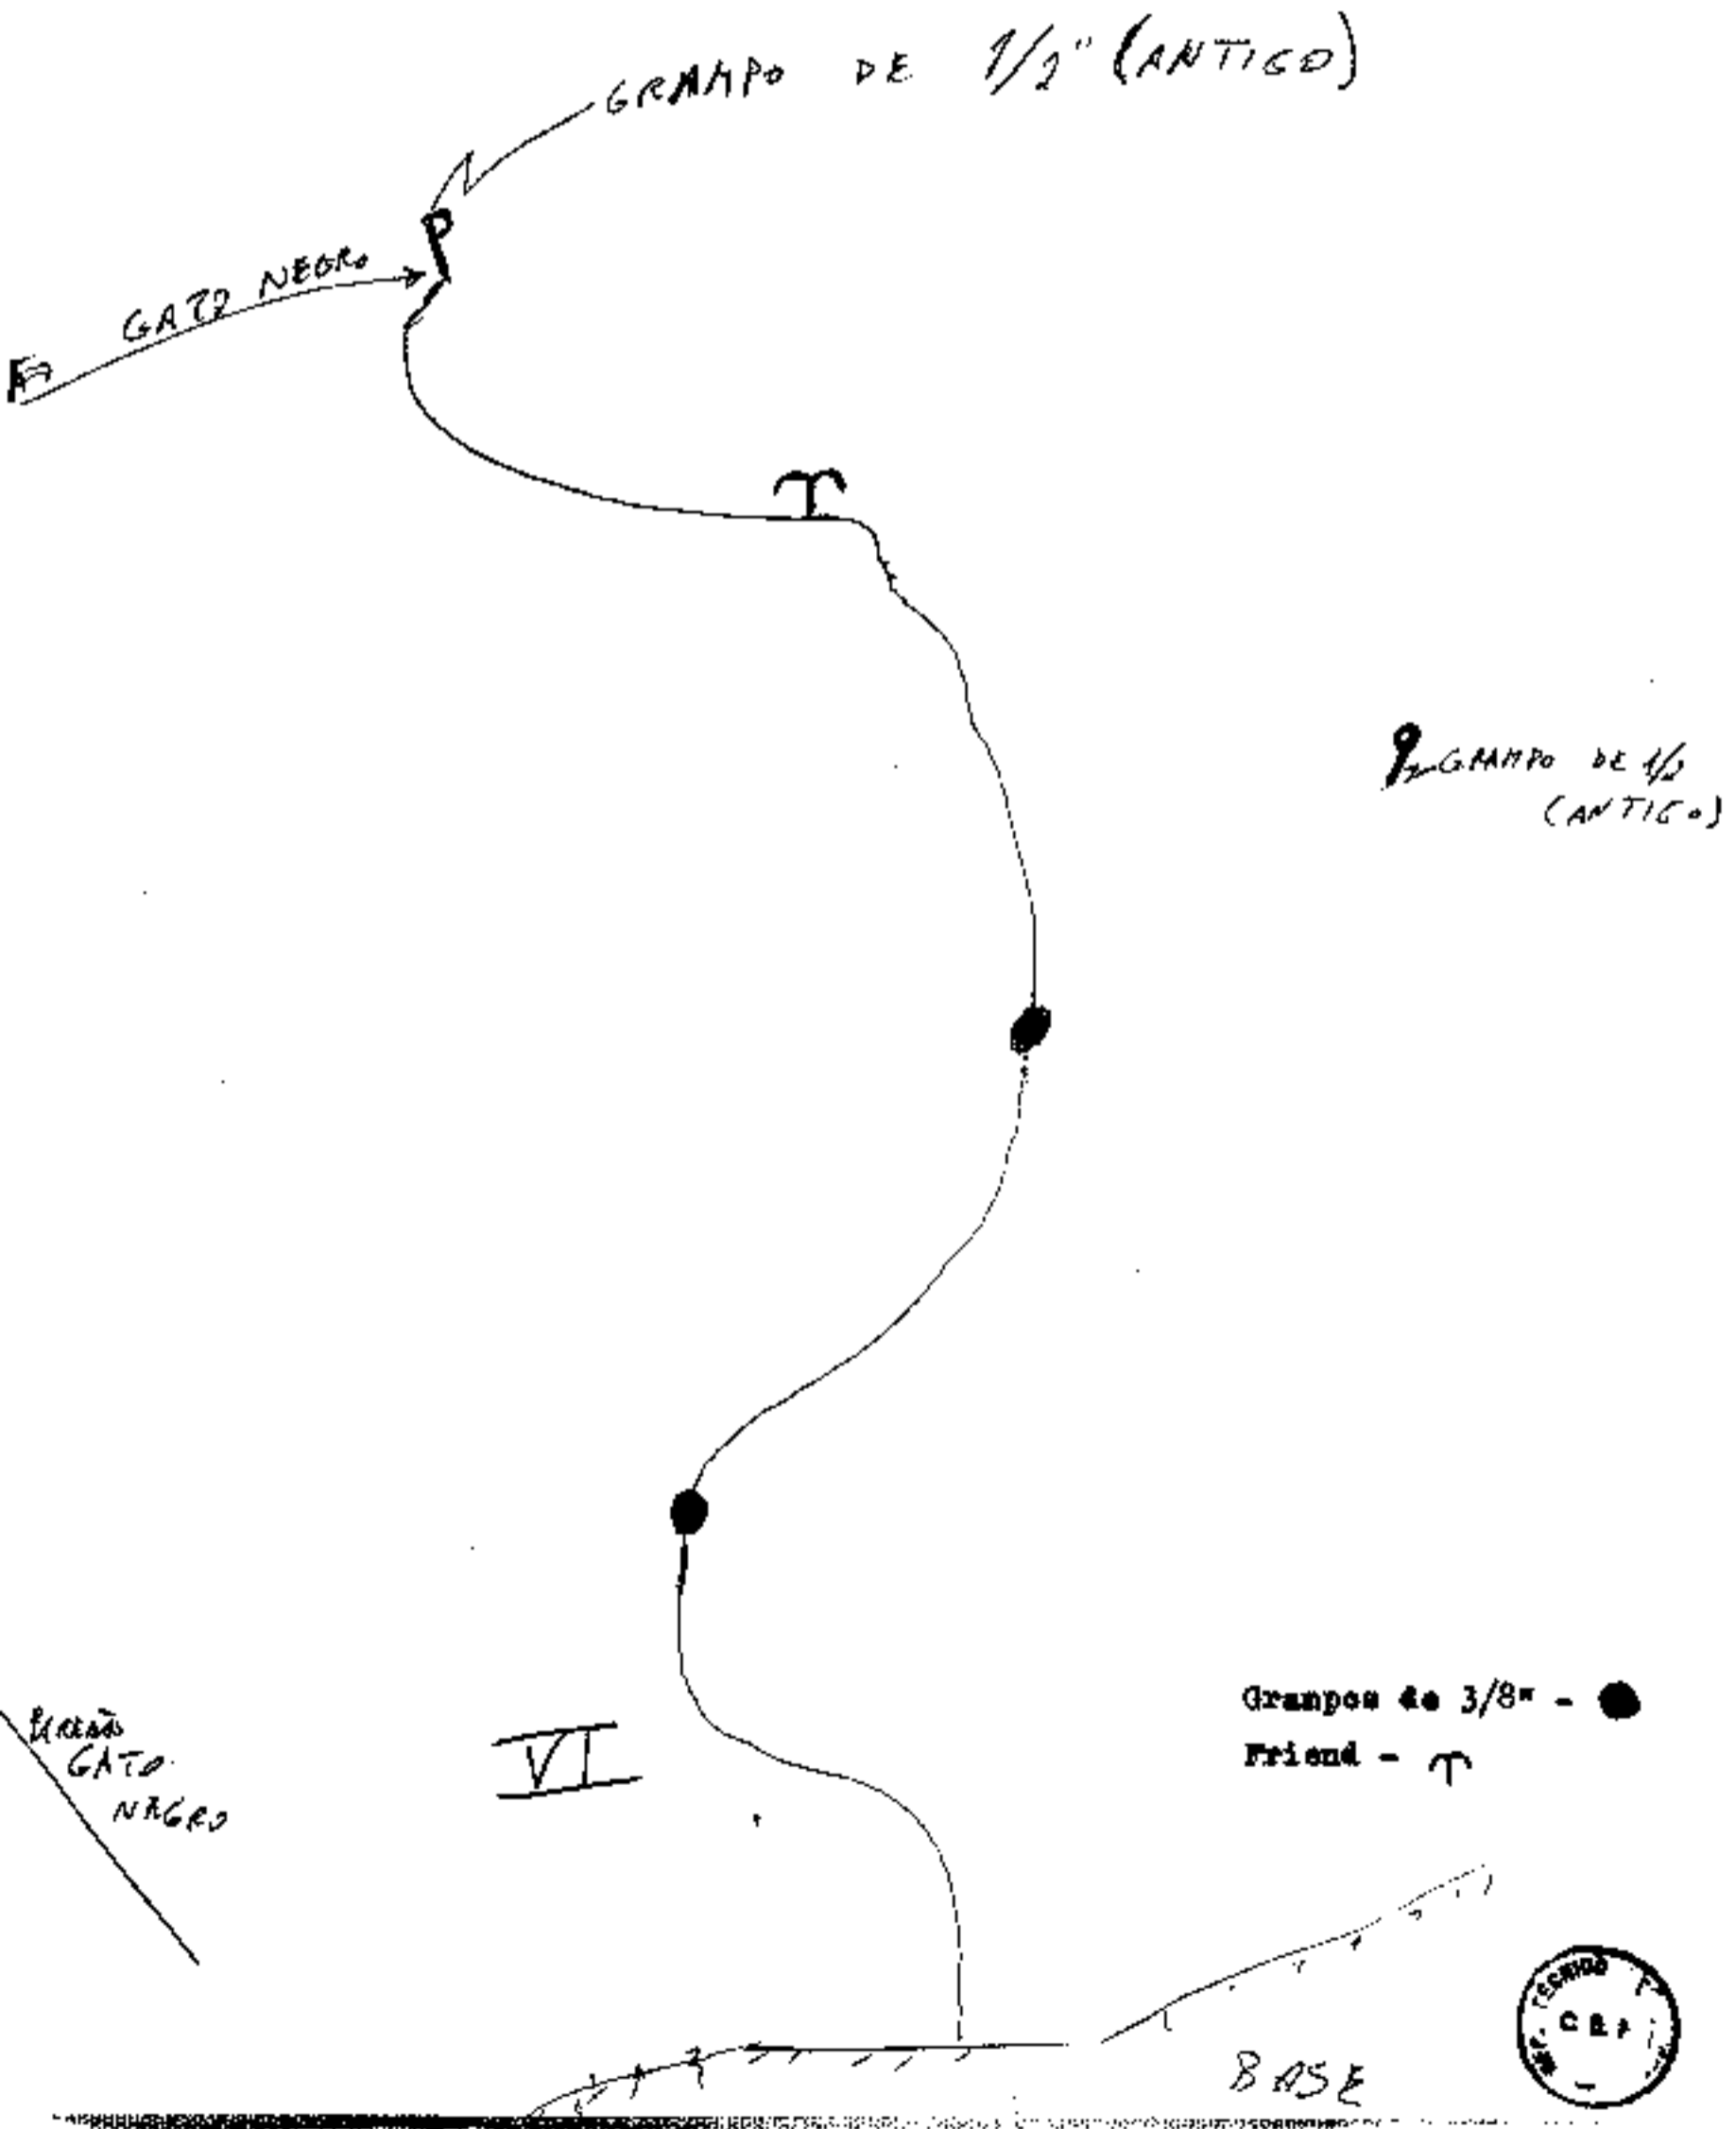 GRAMPO DE 1/2" (ANTIGO)
GATO NEGRO
GRAMPO DE 1/2
(ANTIGO)
Grampos de 3/8" -
Friend -
GATO
NEGRO
VI
BASE
TECNICO